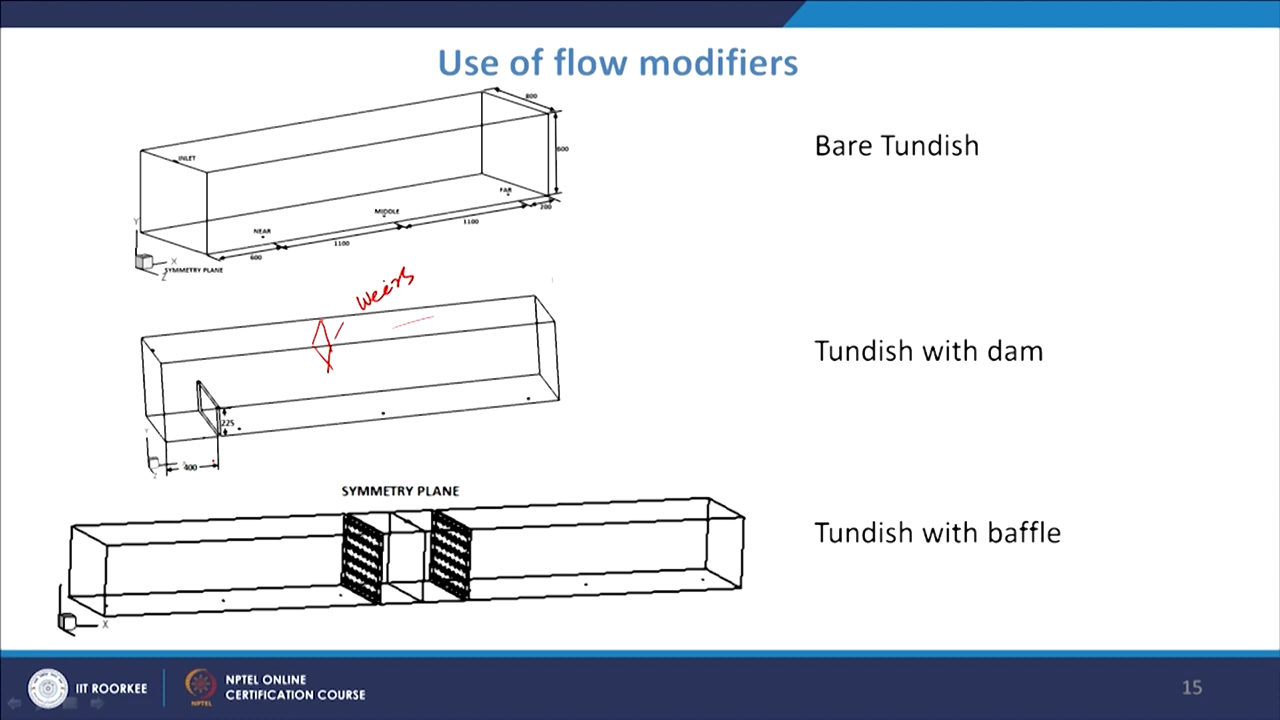 Use of flow modifiers
800
INLET
600
Bare Tundish
FAR
200
MIDDLE
1100
NEAR
1100
600
Y
X
Z
SYMMETRY PLANE
weirs
Tundish with dam
225
Y
400
Z
SYMMETRY PLANE
Tundish with baffle
X
IIT ROORKEE
NPTEL ONLINE
CERTIFICATION COURSE
NPTEL
15